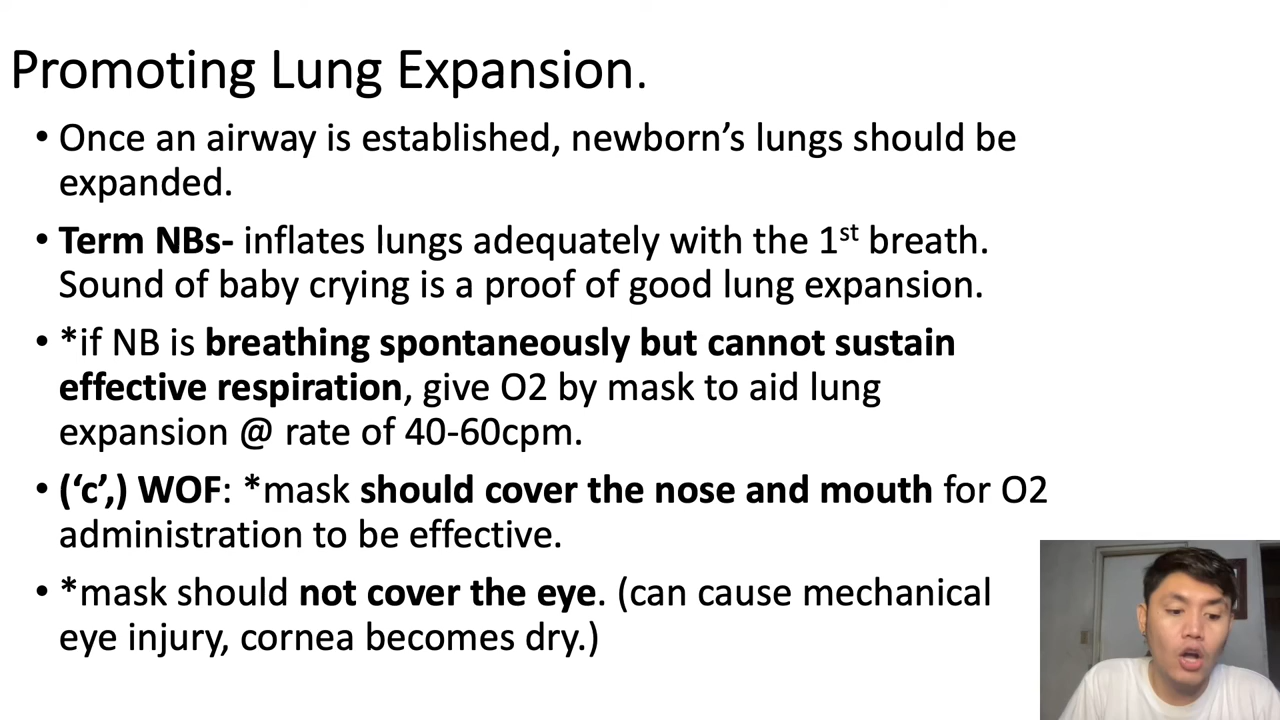 Promoting Lung Expansion.
• Once an airway is established, newborn’s lungs should be
expanded.
• Term NBs- inflates lungs adequately with the 1st breath.
Sound of baby crying is a proof of good lung expansion.
• *if NB is breathing spontaneously but cannot sustain
effective respiration, give O2 by mask to aid lung
expansion @ rate of 40-60cpm.
• (‘c’,) WOF: *mask should cover the nose and mouth for O2
administration to be effective.
• *mask should not cover the eye. (can cause mechanical
eye injury, cornea becomes dry.)